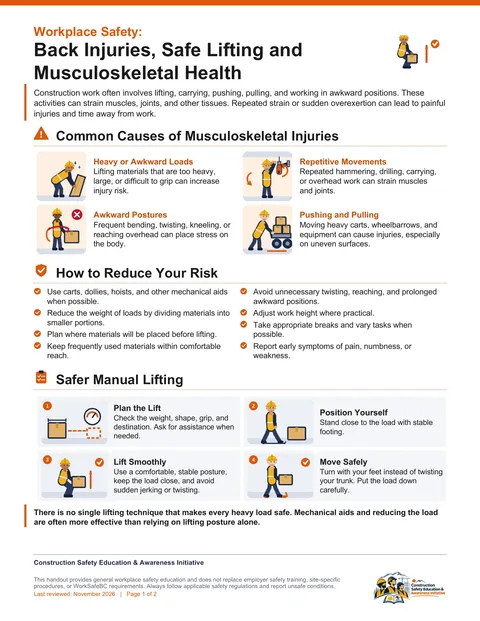 Workplace Safety:
Back Injuries, Safe Lifting and
Musculoskeletal Health
Construction work often involves lifting, carrying, pushing, pulling, and working in awkward positions. These
activities can strain muscles, joints, and other tissues. Repeated strain or sudden overexertion can lead to painful
injuries and time away from work.
Common Causes of Musculoskeletal Injuries
Heavy or Awkward Loads
Lifting materials that are too heavy,
large, or difficult to grip can increase
injury risk.
Repetitive Movements
Repeated hammering, drilling, carrying,
or overhead work can strain muscles
and joints.
Awkward Postures
Frequent bending, twisting, kneeling, or
reaching overhead can place stress on
the body.
Pushing and Pulling
Moving heavy carts, wheelbarrows, and
equipment can cause injuries, especially
on uneven surfaces.
How to Reduce Your Risk
Use carts, dollies, hoists, and other mechanical aids
when possible.
Reduce the weight of loads by dividing materials into
smaller portions.
Plan where materials will be placed before lifting.
Keep frequently used materials within comfortable
reach.
Avoid unnecessary twisting, reaching, and prolonged
awkward positions.
Adjust work height where practical.
Take appropriate breaks and vary tasks when
possible.
Report early symptoms of pain, numbness, or
weakness.
Safer Manual Lifting
1
Plan the Lift
Check the weight, shape, grip, and
destination. Ask for assistance when
needed.
2
Position Yourself
Stand close to the load with stable
footing.
3
Lift Smoothly
Use a comfortable, stable posture,
keep the load close, and avoid
sudden jerking or twisting.
4
Move Safely
Turn with your feet instead of twisting
your trunk. Put the load down
carefully.
There is no single lifting technique that makes every heavy load safe. Mechanical aids and reducing the load
are often more effective than relying on lifting posture alone.
Construction Safety Education & Awareness Initiative
This handout provides general workplace safety education and does not replace employer safety training, site-specific
procedures, or WorkSafeBC requirements. Always follow applicable safety regulations and report unsafe conditions.
Last reviewed: November 2026 | Page 1 of 2
Construction
Safety Education &
Awareness Initiative